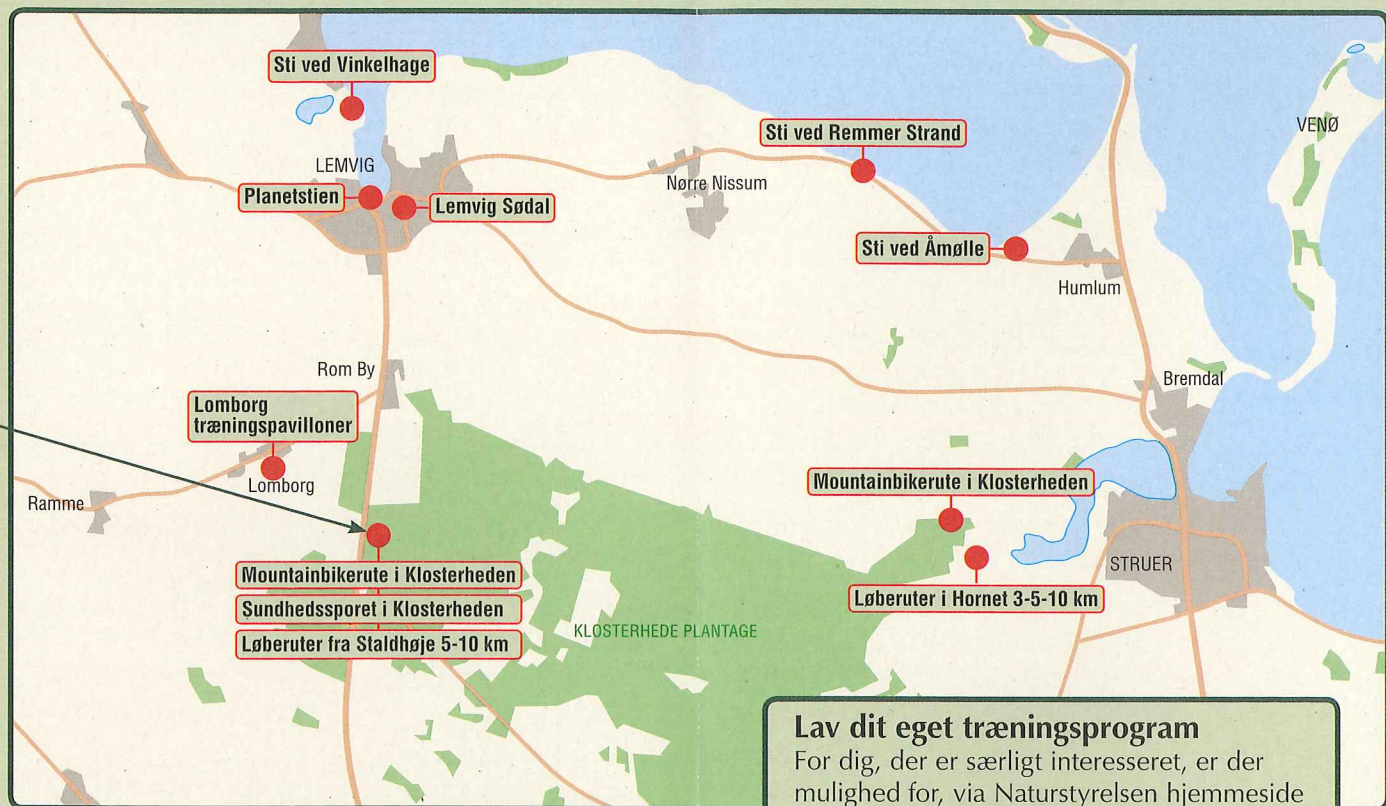 Sti ved Vinkelhage
VENØ
Sti ved Remmer Strand
LEMVIG
Nørre Nissum
Planetstien
Lemvig Sødal
Sti ved Åmølle
Humlum
Rom By
Bremdal
Lomborg
træningspavilloner
Lomborg
Ramme
Mountainbikerute i Klosterheden
STRUER
Mountainbikerute i Klosterheden
Sundhedssporet i Klosterheden
Løberuter fra Staldhøje 5-10 km
Løberuter i Hornet 3-5-10 km
KLOSTERHEDE PLANTAGE
Lav dit eget træningsprogram
For dig, der er særligt interesseret, er der
mulighed for, via Naturstyrelsen hjemmeside